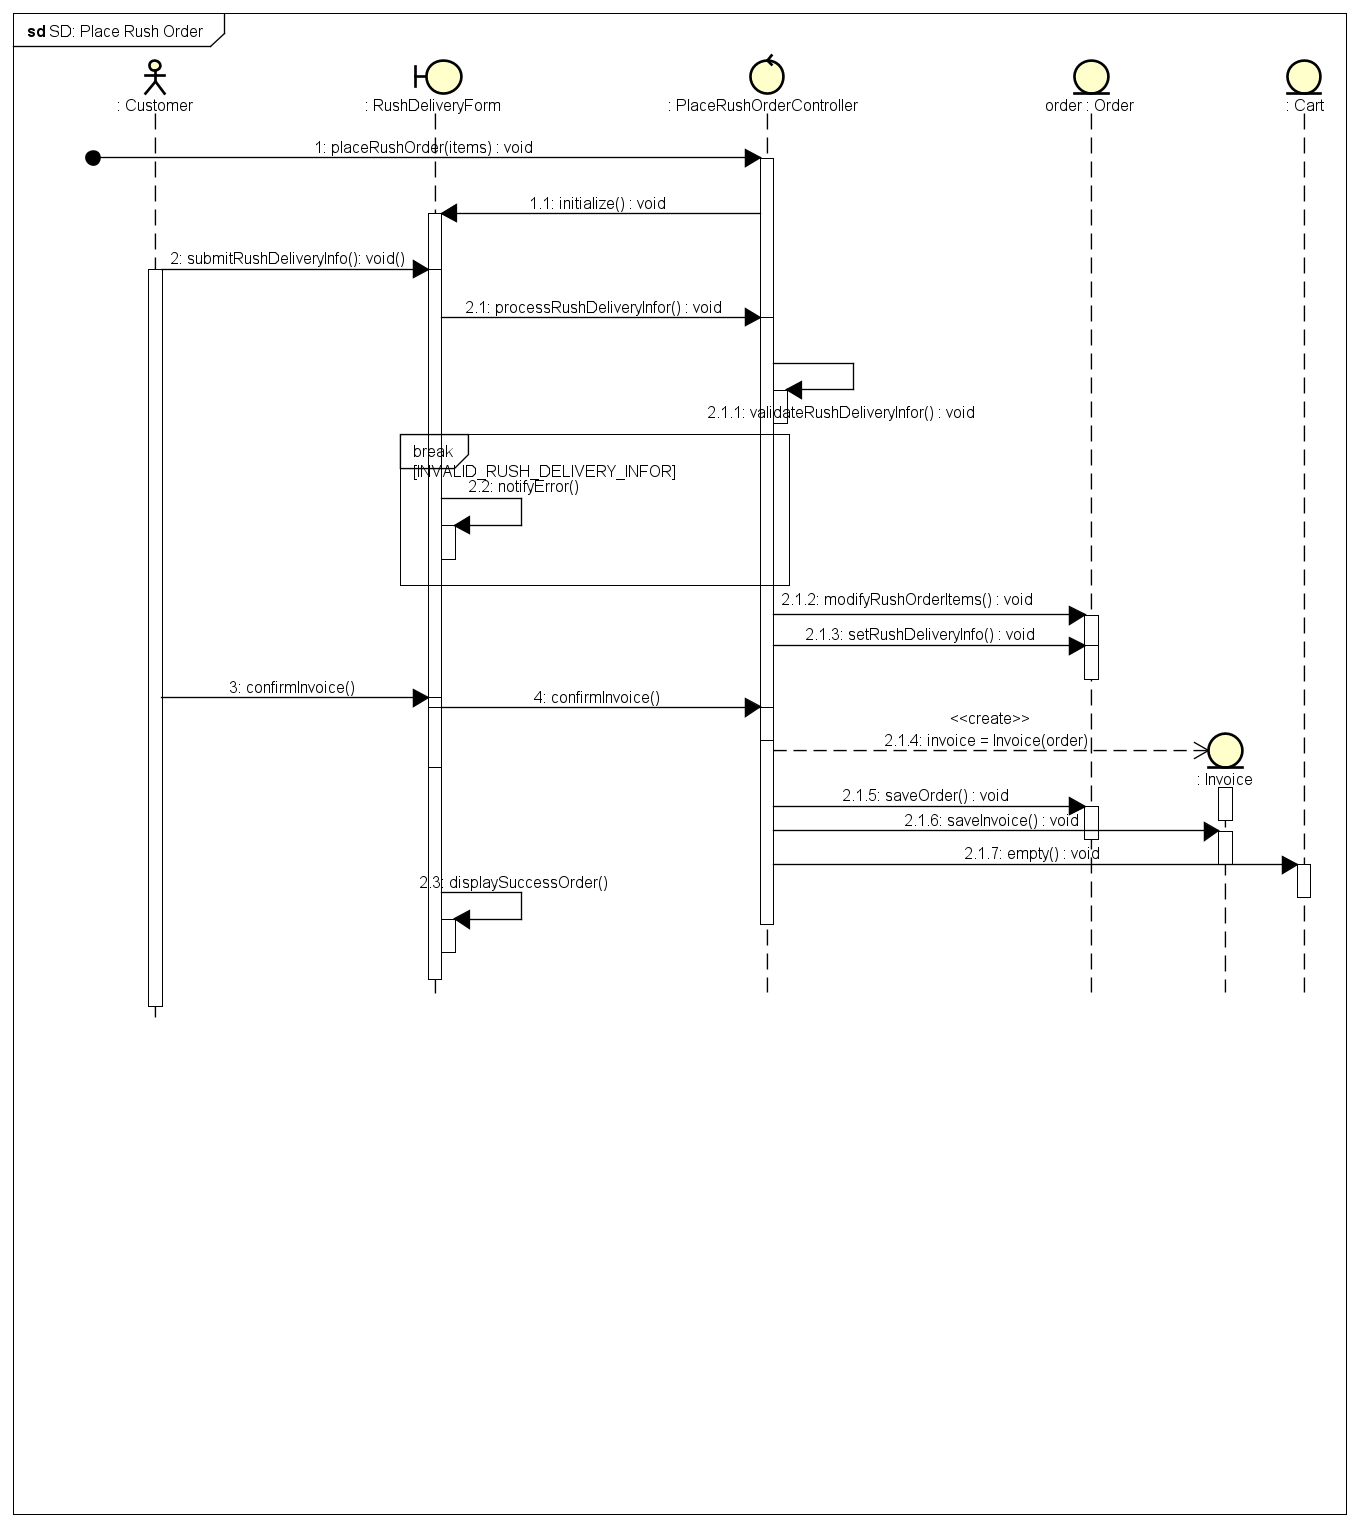 sd SD: Place Rush Order
: Customer
: RushDeliveryForm
: PlaceRushOrderController
order : Order
: Cart
1: placeRushOrder(items) : void
1.1: initialize() : void
2: submitRushDeliveryInfo(): void()
2.1: processRushDeliveryInfor() : void
2.1.1: validateRushDeliveryInfor() : void
break
[INVALID_RUSH_DELIVERY_INFOR]
2.2: notifyError()
2.1.2: modifyRushOrderItems() : void
2.1.3: setRushDeliveryInfo() : void
3: confirmInvoice()
4: confirmInvoice()
<<create>>
2.1.4: invoice = Invoice(order)
: Invoice
2.1.5: saveOrder() : void
2.1.6: saveInvoice() : void
2.1.7: empty() : void
2.3: displaySuccessOrder()